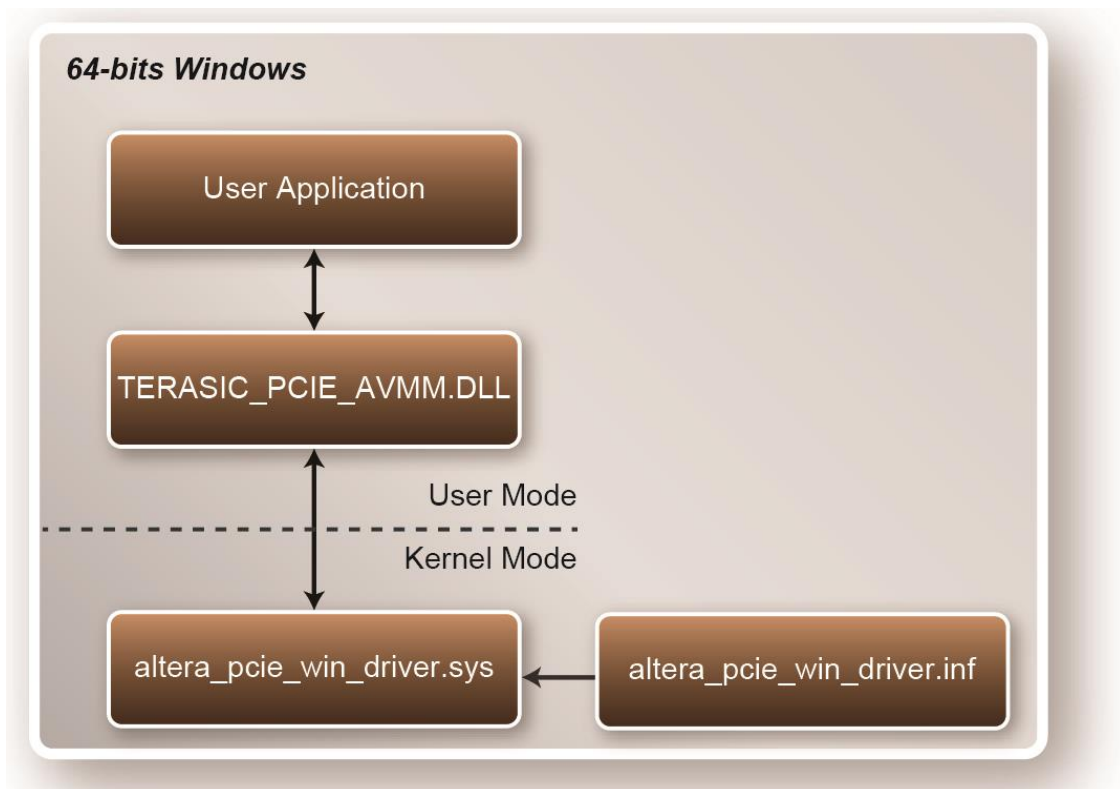 64-bits Windows
User Application
TERASIC_PCIE_AVMM.DLL
User Mode
Kernel Mode
altera_pcie_win_driver.sys
altera_pcie_win_driver.inf